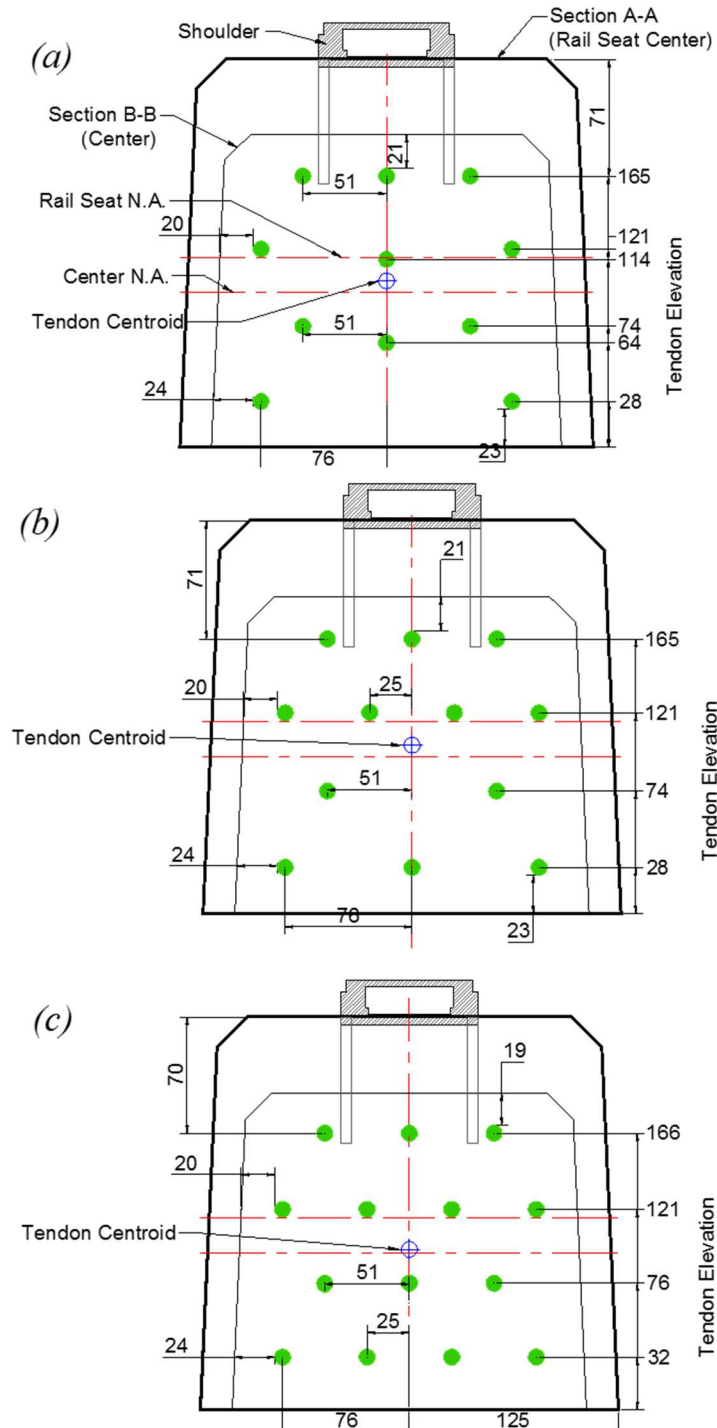 (a)
Shoulder
Section A-A
(Rail Seat Center)
Section B-B
(Center)
71
21
51
165
Rail Seat N.A.
20
121
114
Center N.A.
Tendon Centroid
51
74
64
24
28
23
76
Tendon Elevation
(b)
71
21
165
20
25
121
Tendon Centroid
51
74
24
28
76
23
Tendon Elevation
(c)
70
19
166
20
121
Tendon Centroid
51
76
25
24
32
76
125
Tendon Elevation